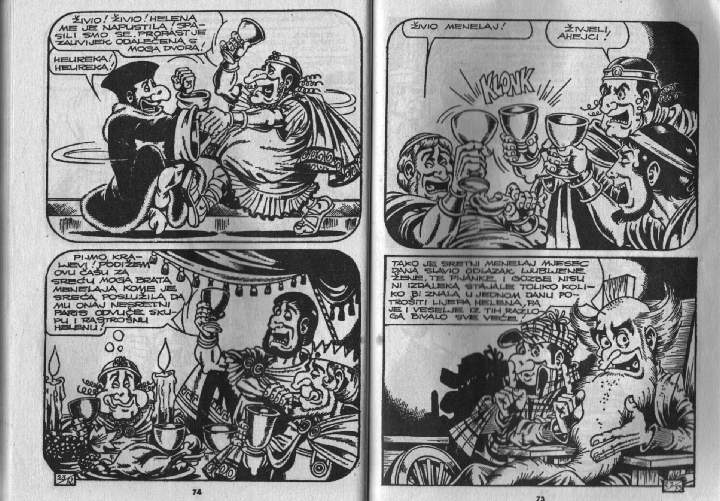 ŽIVIO! ŽIVIO! HELENA
ME JE NAPUSTILA! SPA-
SILI SMO SE. PROPAST JE
ZAUVIJEK ODALEČENA S
MOGA DVORA!
HEUREKA!
HEUREKA!
PIJMO, KRA-
LJEVI! PODIŽEM
OVU ČAŠU ZA
SREĆU MOGA BRATA
MENELAJA KOME JE
SREĆA POSLUŽILA DA
MU ONAJ NESRETNI
PARIS ODVUČE SKU-
PU I RASTROŠNU
HELENU!
74
ŽIVIO MENELAJ!
ŽIVJELI,
AHEJCI!
KLONK
TAKO JE SRETNI MENELAJ MJESEC
DANA SLAVIO ODLAZAK LJUBLJENE
ŽENE, TE PIJANKE I GOZBE NISU
NI IZDALEKA STAJALE TOLIKO KOLI-
KO BI ZNALA U JEDNOM DANU PO-
TROŠITI LIJEPA HELENA, PA
JE I VESELJE IZ TIH RAZLO-
GA BIVALO SVE VEĆE.
75